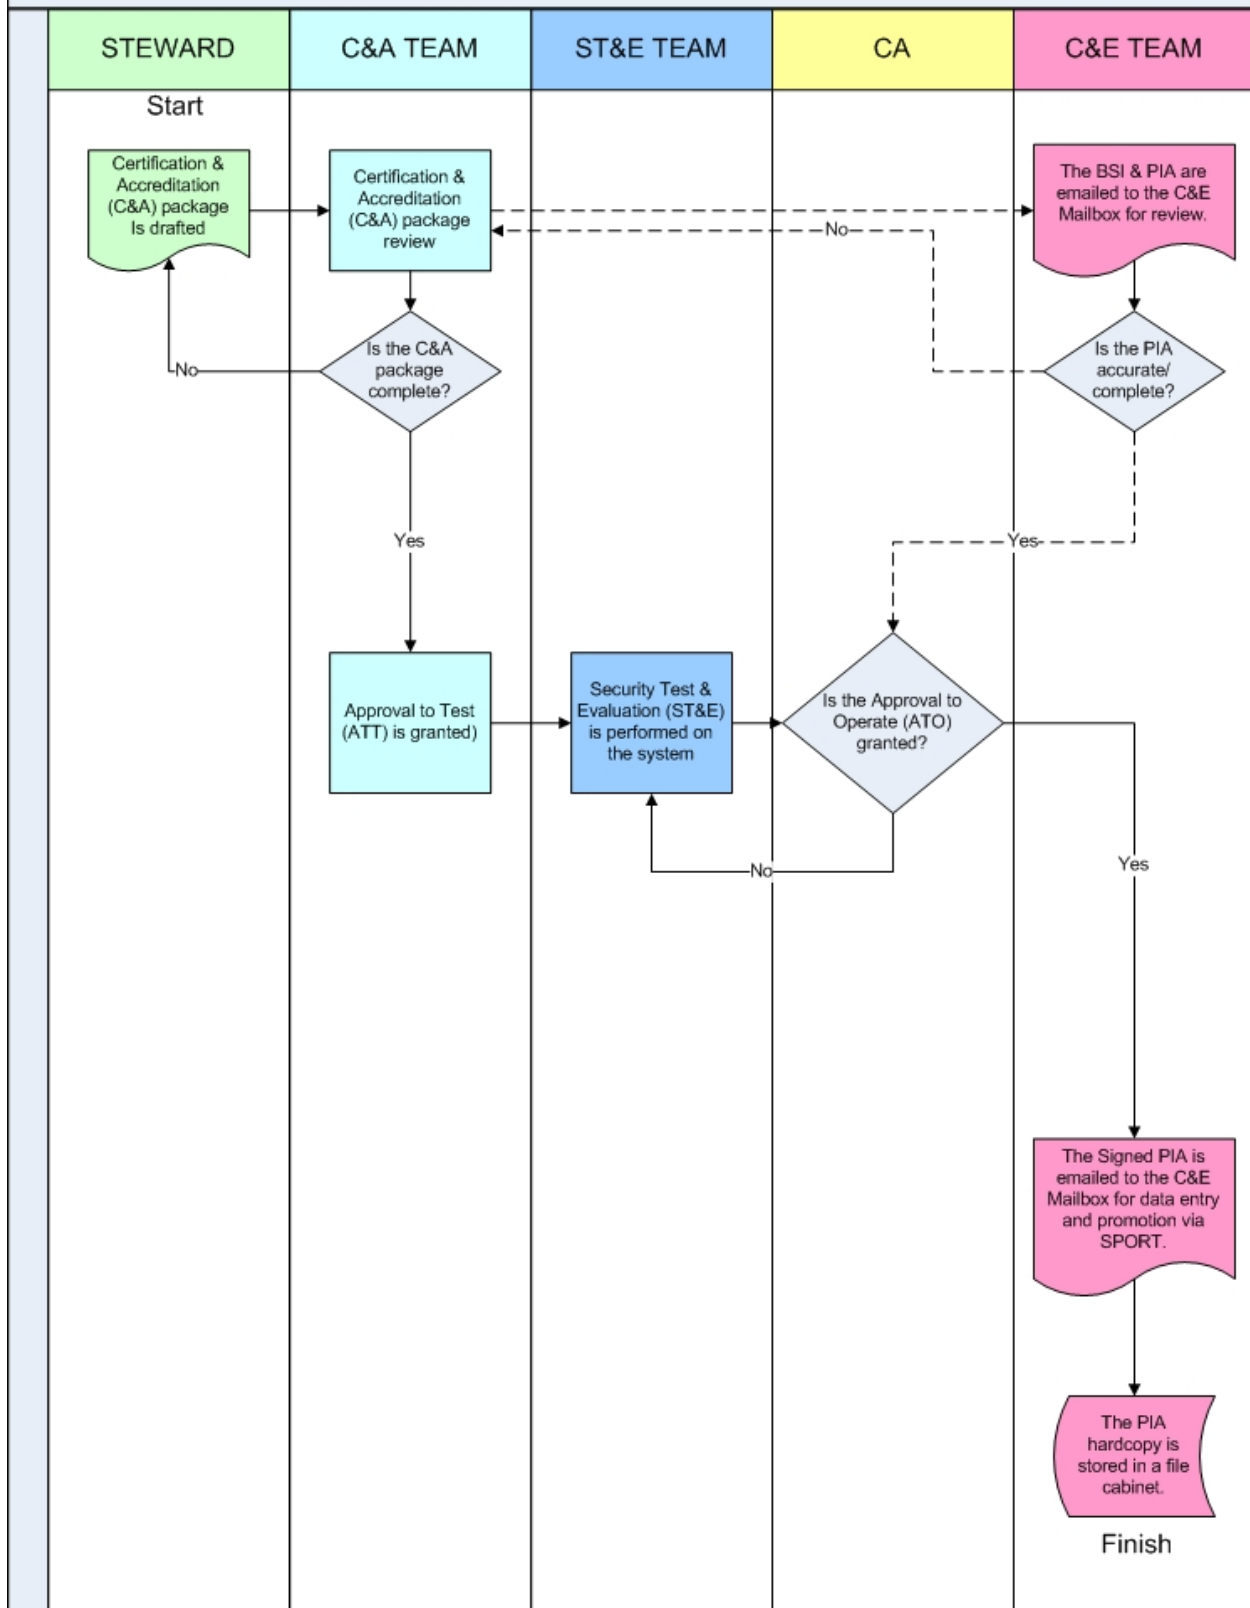 STEWARD
C&A TEAM
ST&E TEAM
CA
C&E TEAM
Start
Certification &
Accreditation
(C&A) package
Is drafted
Certification &
Accreditation
(C&A) package
review
The BSI & PIA are
emailed to the C&E
Mailbox for review.
No
Is the C&A
package
complete?
No
Is the PIA
accurate/
complete?
Yes
Yes
Approval to Test
(ATT) is granted)
Security Test &
Evaluation (ST&E)
is performed on
the system
Is the Approval to
Operate (ATO)
granted?
No
Yes
The Signed PIA is
emailed to the C&E
Mailbox for data entry
and promotion via
SPORT.
The PIA
hardcopy is
stored in a file
cabinet.
Finish